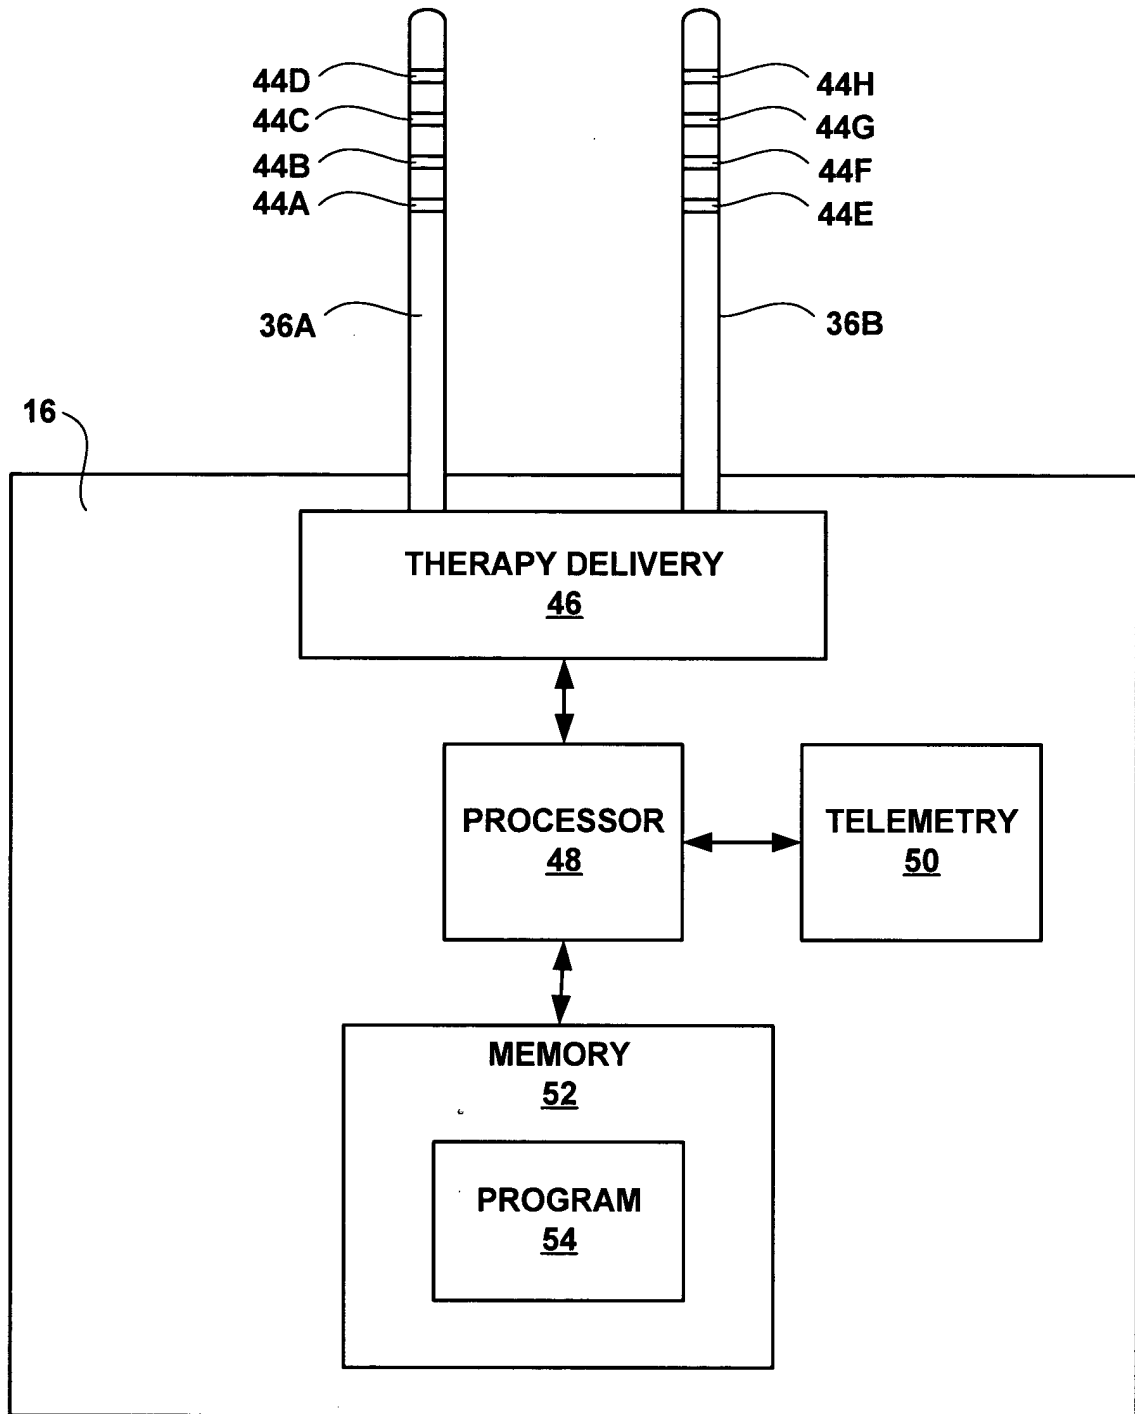 44D
44H
44C
44G
44B
44F
44A
44E
36A
36B
16
THERAPY DELIVERY
46
PROCESSOR
48
TELEMETRY
50
MEMORY
52
PROGRAM
54